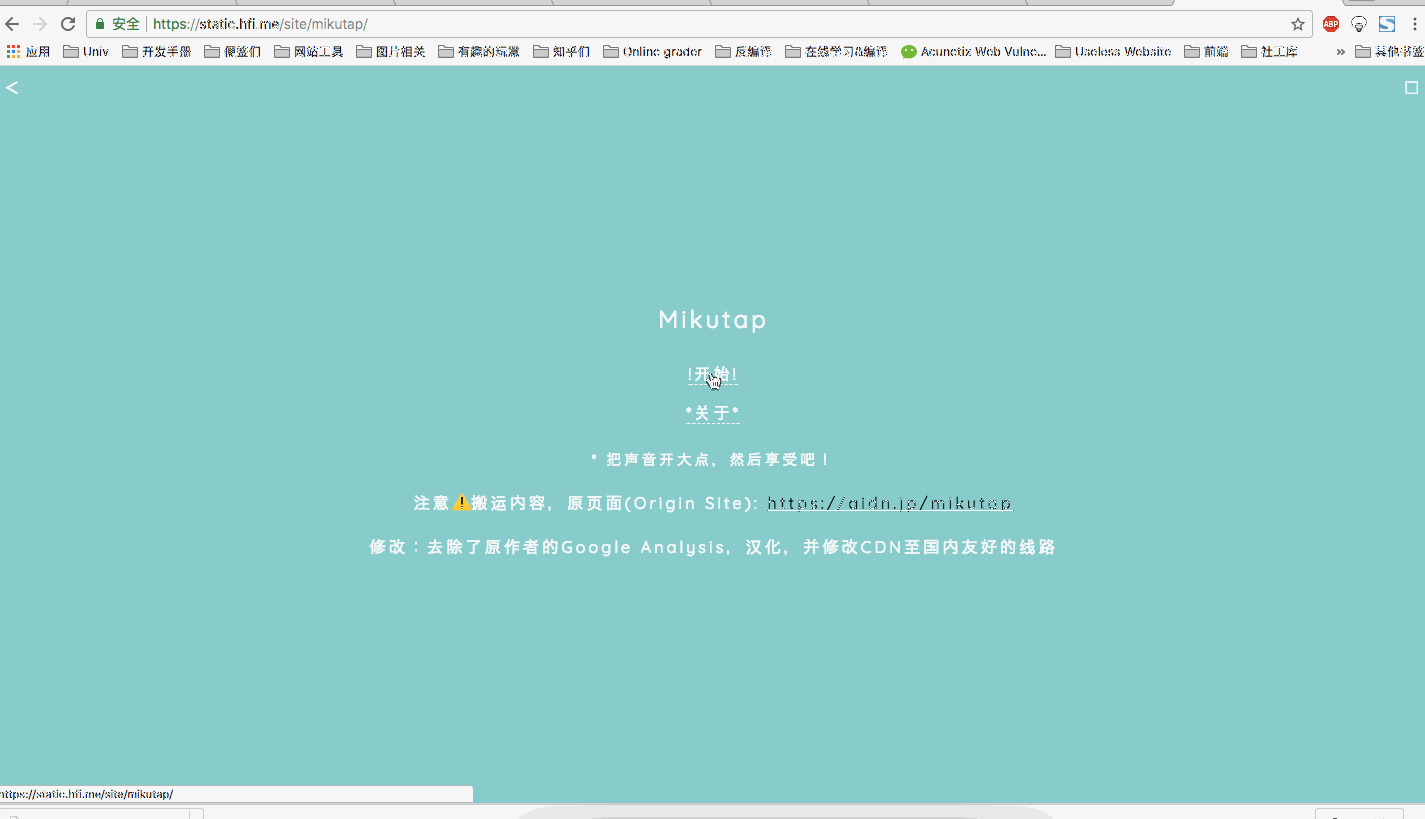 安全 https://static.hfi.me/site/mikutap/
ABP
应用 Univ 开发手册 便签们 网站工具 图片相关 有趣的玩意 知乎们 Online grader 反编译 在线学习&编译 Acunetix Web Vulne... Useless Website 前端 社工库 » 其他书签
<
Mikutap
!开始!
*关于*
* 把声音开大点，然后享受吧！
注意⚠️搬运内容，原页面(Origin Site): https://aidn.jp/mikutap
修改：去除了原作者的Google Analysis，汉化，并修改CDN至国内友好的线路
https://static.hfi.me/site/mikutap/